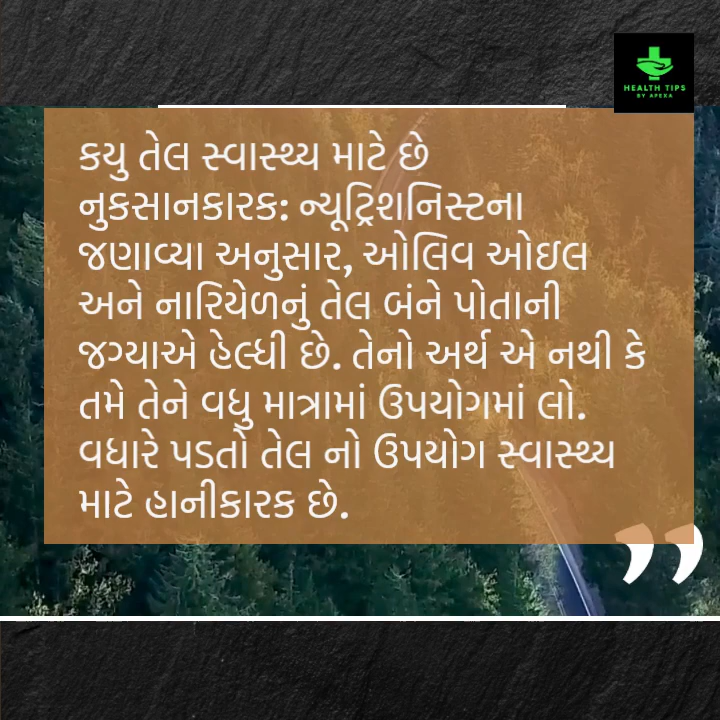 HEALTH TIPS
BY APEXA
કયુ તેલ સ્વાસ્થ્ય માટે છે
નુકસાનકારક: ન્યૂટ્રિશનિસ્ટના
જણાવ્યા અનુસાર, ઓલિવ ઓઇલ
અને નારિયેળનું તેલ બંને પોતાની
જગ્યાએ હેલ્ધી છે. તેનો અર્થ એ નથી કે
તમે તેને વધુ માત્રામાં ઉપયોગમાં લો.
વધારે પડતો તેલ નો ઉપયોગ સ્વાસ્થ્ય
માટે હાનીકારક છે.
”